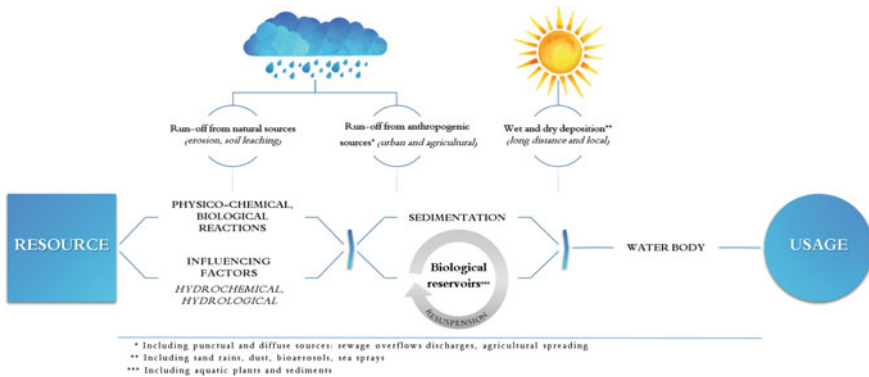 Run-off from natural sources
(erosion, soil leaching)
Run-off from anthropogenic
sources* (urban and agricultural)
Wet and dry deposition**
(long distance and local)
RESOURCE
PHYSICO-CHEMICAL,
BIOLOGICAL
REACTIONS
INFLUENCING
FACTORS
HYDROCHEMICAL,
HYDROLOGICAL
SEDIMENTATION
Biological
reservoirs***
RESUSPENSION
WATER BODY
USAGE
* Including punctual and diffuse sources: sewage overflows discharges, agricultural spreading
** Including sand rains, dust, bioaerosols, sea sprays
*** Including aquatic plants and sediments